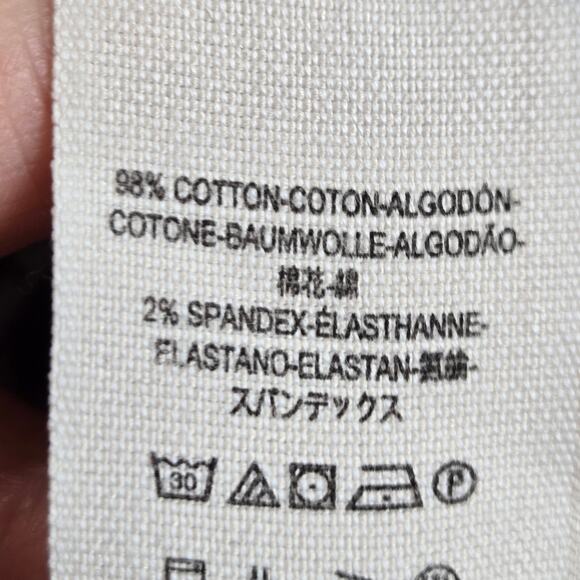 98% COTTON-COTON-ALGODÓN-
COTONE-BAUMWOLLE-ALGODÃO-
棉花-綿
2% SPANDEX-ÉLASTHANNE-
ELASTANO-ELASTAN-
スパンデックス
30
P